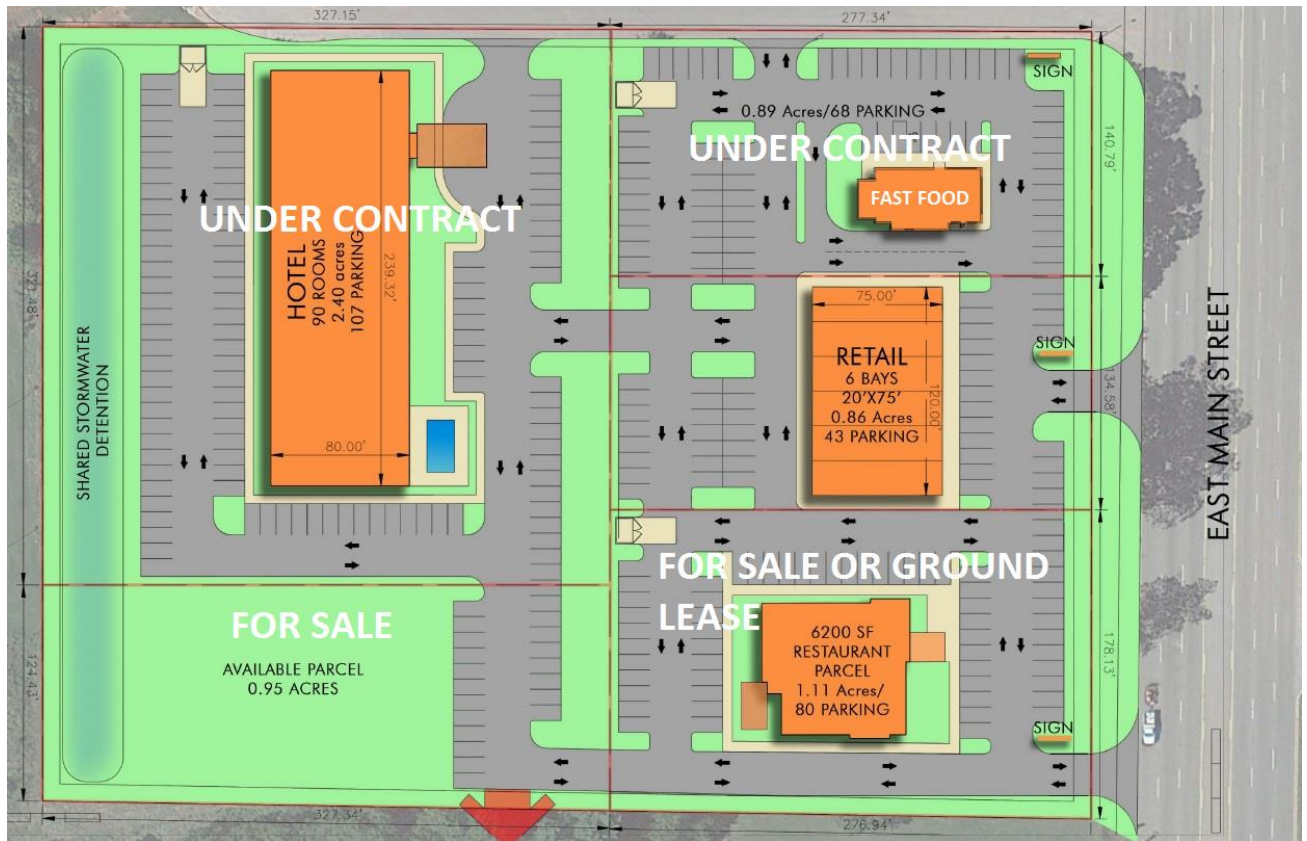 327.15'
277.34'
SIGN
0.89 Acres/68 PARKING
UNDER CONTRACT
140.79'
FAST FOOD
UNDER CONTRACT
HOTEL
90 ROOMS
2.40 acres
107 PARKING
239.32'
80.00'
321.48'
SHARED STORMWATER
DETENTION
75.00'
RETAIL
6 BAYS
20'X75'
0.86 Acres
43 PARKING
120.00'
SIGN
134.58'
EAST MAIN STREET
FOR SALE OR GROUND
LEASE
6200 SF
RESTAURANT
PARCEL
1.11 Acres/
80 PARKING
178.13'
SIGN
FOR SALE
AVAILABLE PARCEL
0.95 ACRES
124.43'
327.34'
276.94'